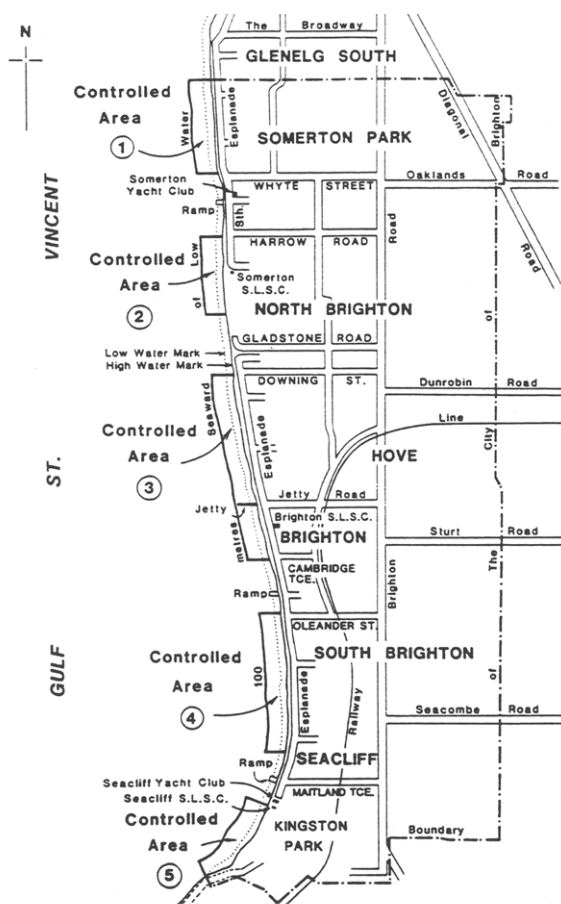 The Broadway
N
GLENELG SOUTH
Controlled
Area
1
Water
Esplanade
Diagonal
Road
Brighton
SOMERTON PARK
Somerton
Yacht Club
WHYTE STREET
Oaklands Road
Ramp
Sth.
Road
VINCENT
HARROW ROAD
Controlled
Area
2
Low
of
Somerton
S.L.S.C.
NORTH BRIGHTON
of
GLADSTONE ROAD
Low Water Mark
High Water Mark
DOWNING ST.
Dunrobin Road
Seaward
Line
City
Controlled
Area
3
Esplanade
HOVE
ST.
Jetty Road
Jetty
Brighton S.L.S.C.
BRIGHTON
Sturt Road
metres
The
CAMBRIDGE
TCE.
Ramp
Brighton
OLEANDER ST.
Controlled
Area
4
100
SOUTH BRIGHTON
of
GULF
Esplanade
Railway
Seacombe Road
SEACLIFF
Ramp
Seacliff Yacht Club
Seacliff S.L.S.C.
MAITLAND TCE.
Controlled
Area
5
KINGSTON
PARK
Boundary